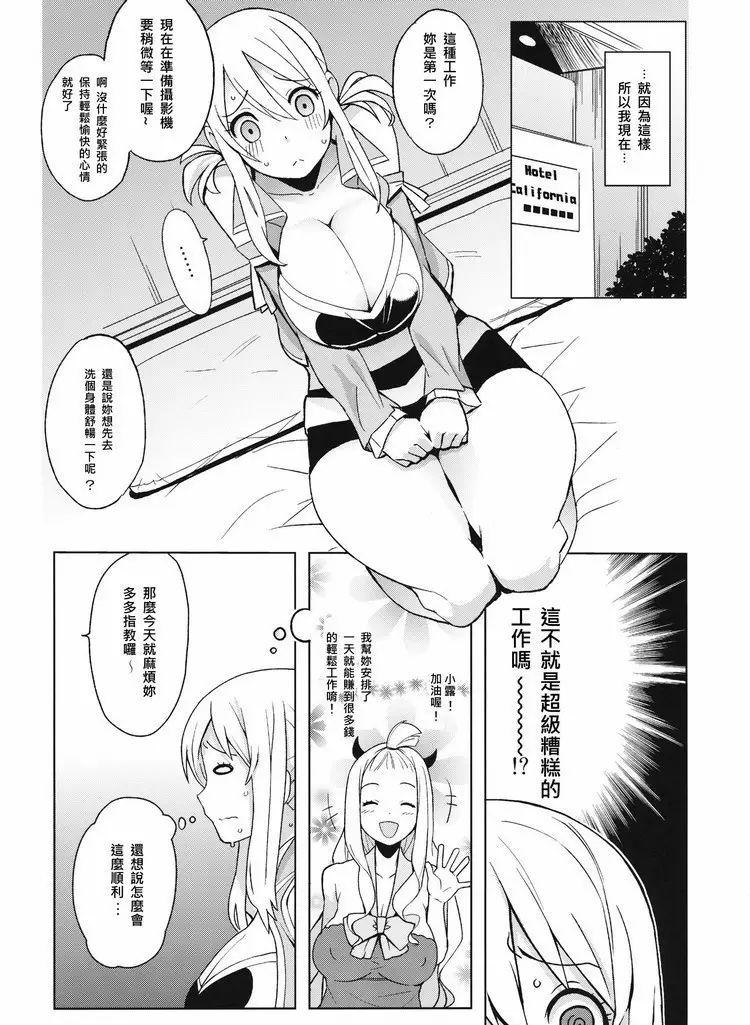 …就因為這樣
所以我現在…
Hotel
California
這種工作
妳是第一次嗎？
現在在準備攝影機
要稍微等一下喔～
啊 沒什麼好緊張的
保持輕鬆愉快的心情
就好了
……
還是說妳想先去
洗個身體舒暢一下呢？
這不就是超級糟糕的
工作嗎～～～～!?
小露！
加油喔！
我幫妳安排了
一天就能賺到很多錢
的輕鬆工作唷！
那麼今天就麻煩妳
多多指教囉～
還想說怎麼會
這麼順利…